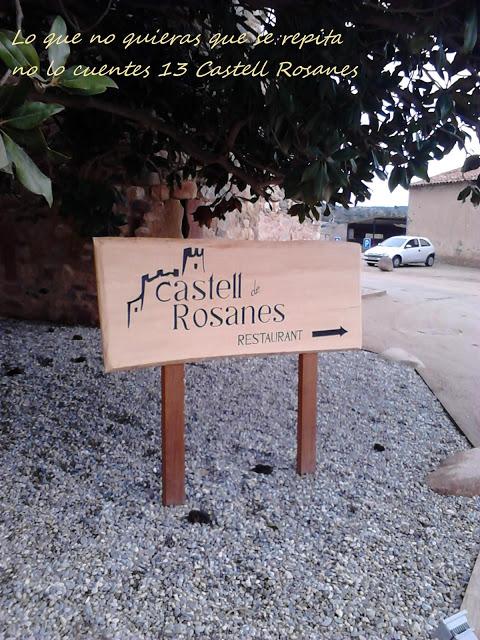 Lo que no quieras que se repita
no lo cuentes 13 Castell Rosanes
castell de
Rosanes
RESTAURANT
P